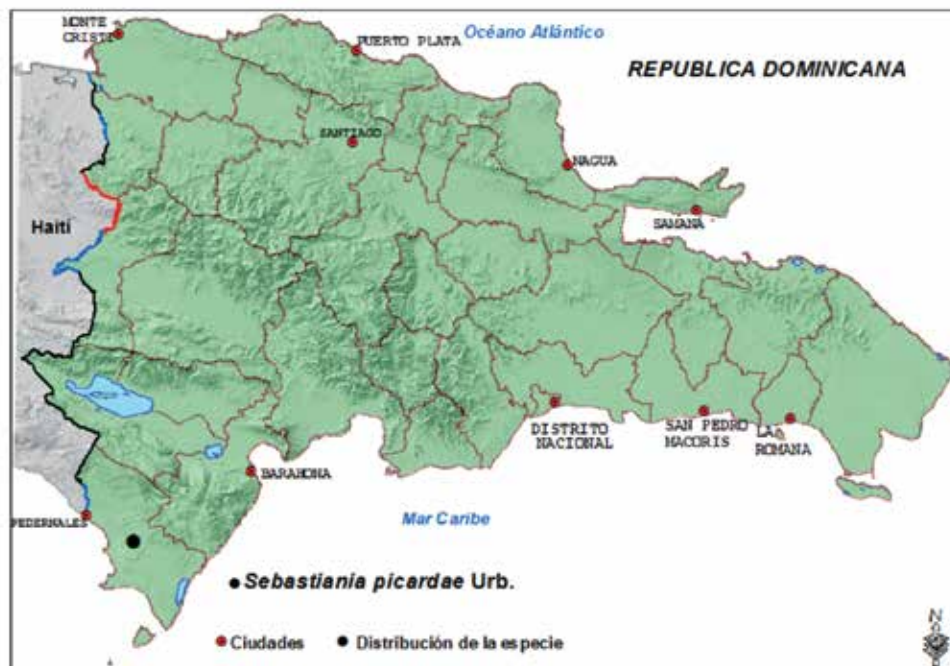 MONTE
CRISTI
PUERTO PLATA
Océano Atlántico
REPUBLICA DOMINICANA
SANTIAGO
NAGUA
SAMANA
Haití
DISTRITO
NACIONAL
SAN PEDRO
MACORIS
LA
ROMANA
BARAHONA
PEDERNALES
Mar Caribe
Sebastiania picardae Urb.
Ciudades
Distribución de la especie
N